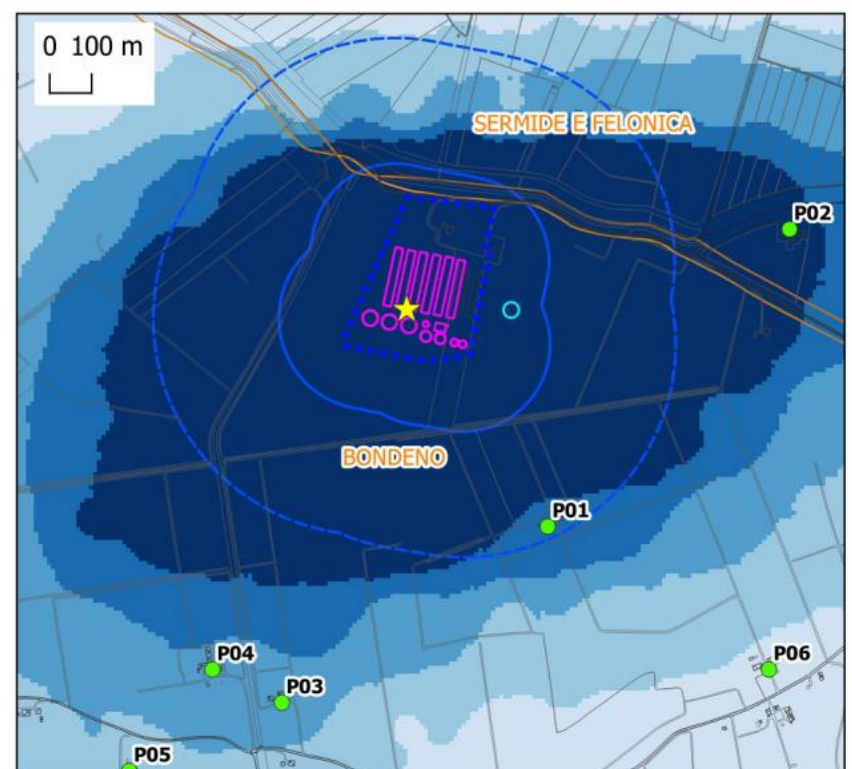 0 100 m
SERMIDE E FELONICA
P02
BONDENO
P01
P04
P06
P03
P05